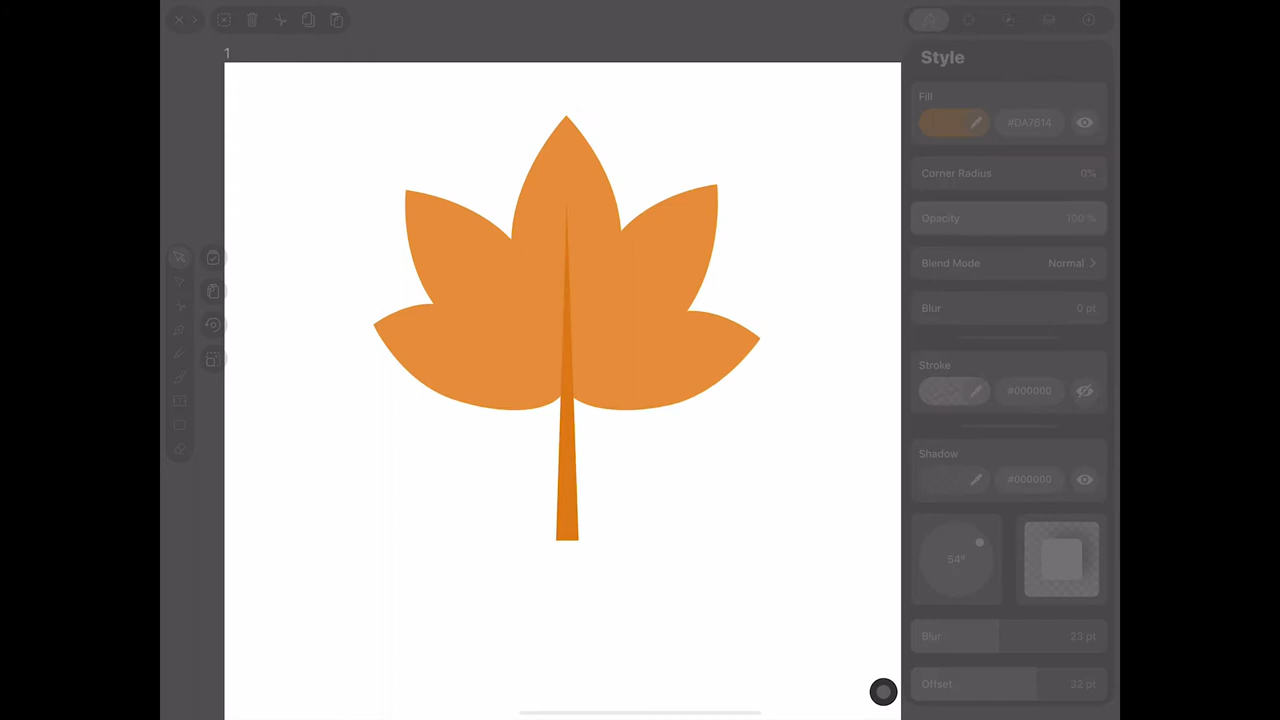 1
Style
Fill
#DA7614
Corner Radius 0%
Opacity 100 %
Blend Mode Normal
Blur 0 pt
Stroke
#000000
Shadow
#000000
54°
Blur 23 pt
Offset 32 pt